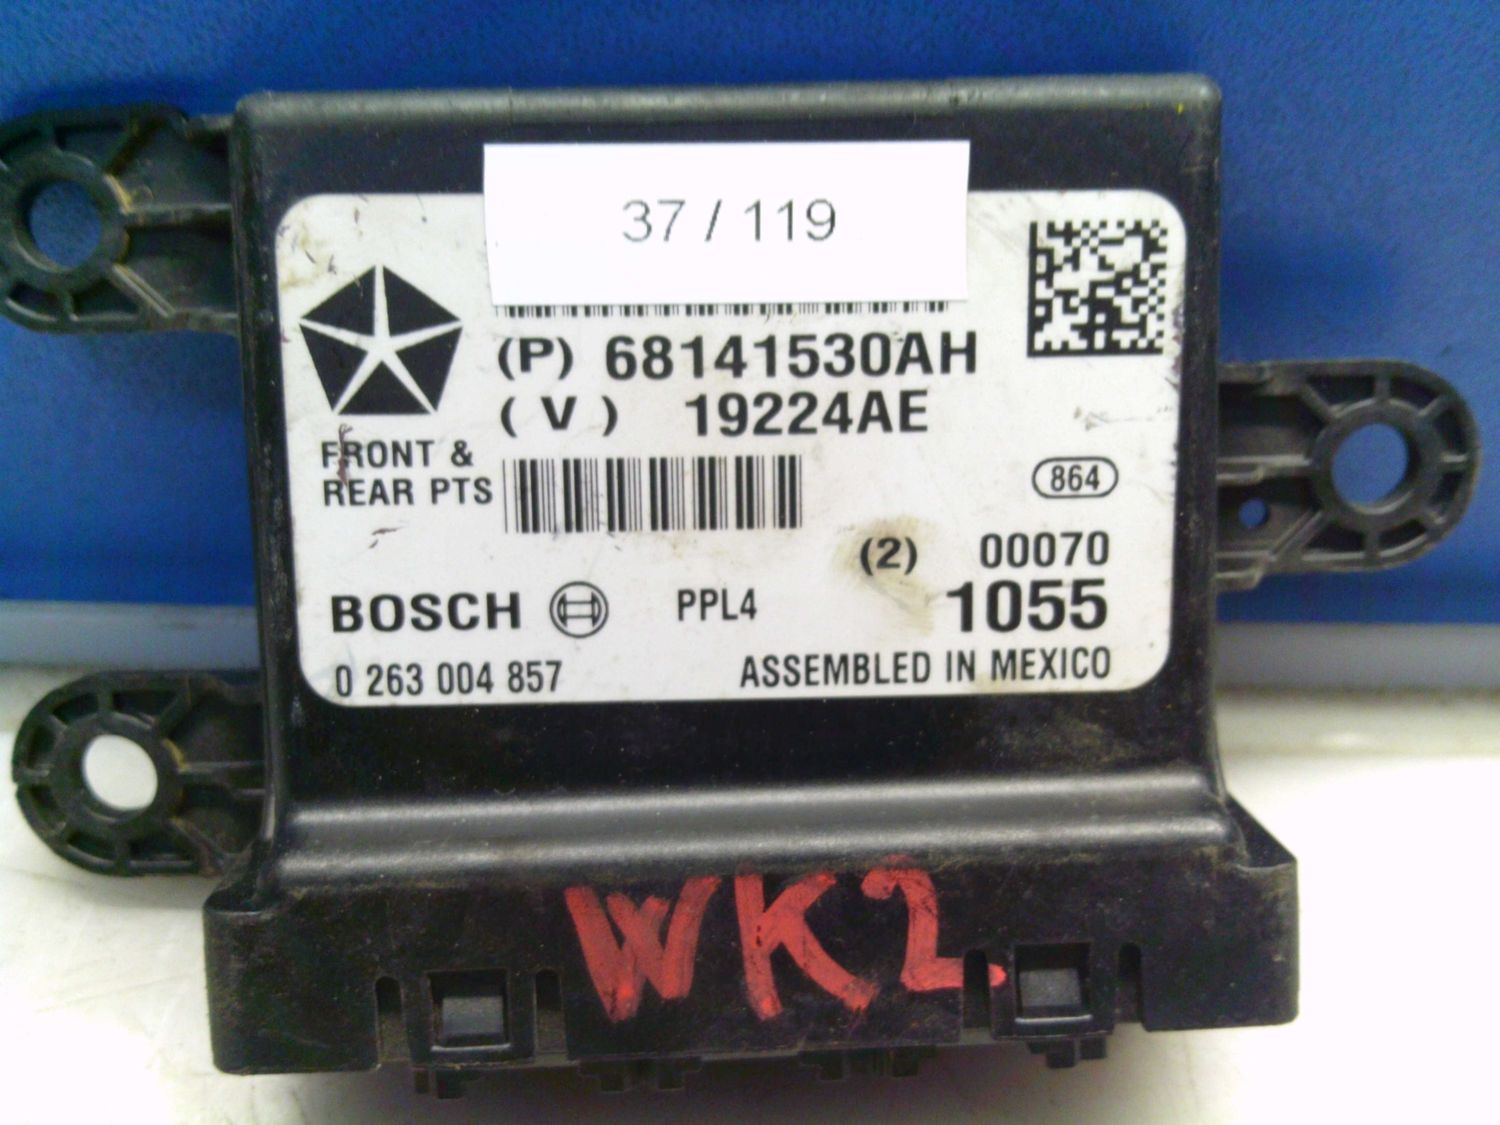 37 / 119
(P) 68141530AH
( V ) 19224AE
FRONT &
REAR PTS
864
(2) 00070
BOSCH PPL4 1055
0 263 004 857 ASSEMBLED IN MEXICO
WK2